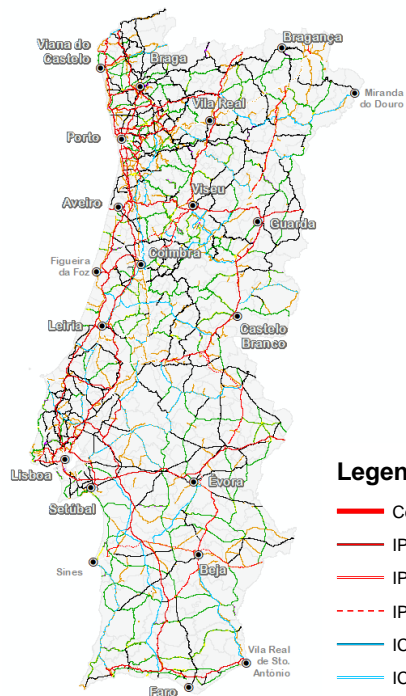 Viana do
Castelo
Bragança
Braga
Miranda
do Douro
Vila Real
Porto
Aveiro
Viseu
Guarda
Figueira
da Foz
Coimbra
Leiria
Castelo
Branco
Lisboa
Setúbal
Évora
Sines
Beja
Vila Real
de Sto.
António
Faro
Legen
IP
IP
IP
IC
IC